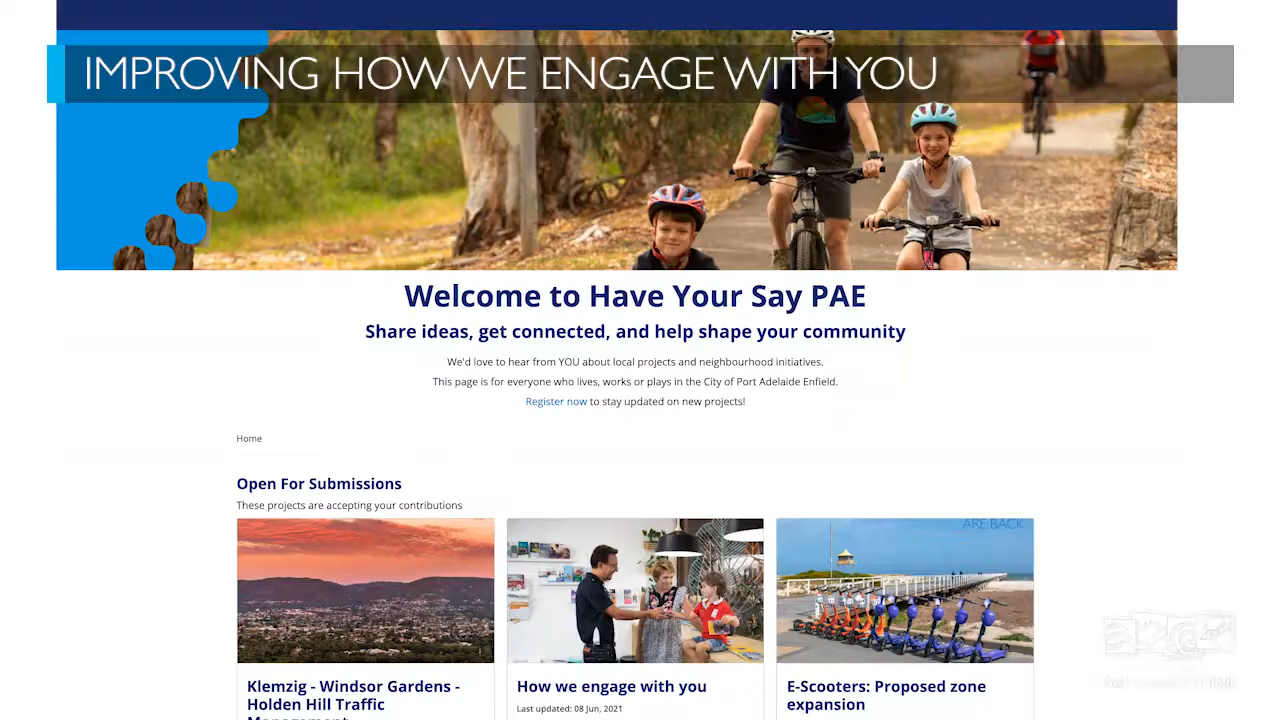 IMPROVING HOW WE ENGAGE WITH YOU
Welcome to Have Your Say PAE
Share ideas, get connected, and help shape your community
We'd love to hear from YOU about local projects and neighbourhood initiatives.
This page is for everyone who lives, works or plays in the City of Port Adelaide Enfield.
Register now to stay updated on new projects!
Home
Open For Submissions
These projects are accepting your contributions
ARE BACK
Klemzig - Windsor Gardens -
Holden Hill Traffic
Management
How we engage with you
Last updated: 08 Jun, 2021
E-Scooters: Proposed zone
expansion